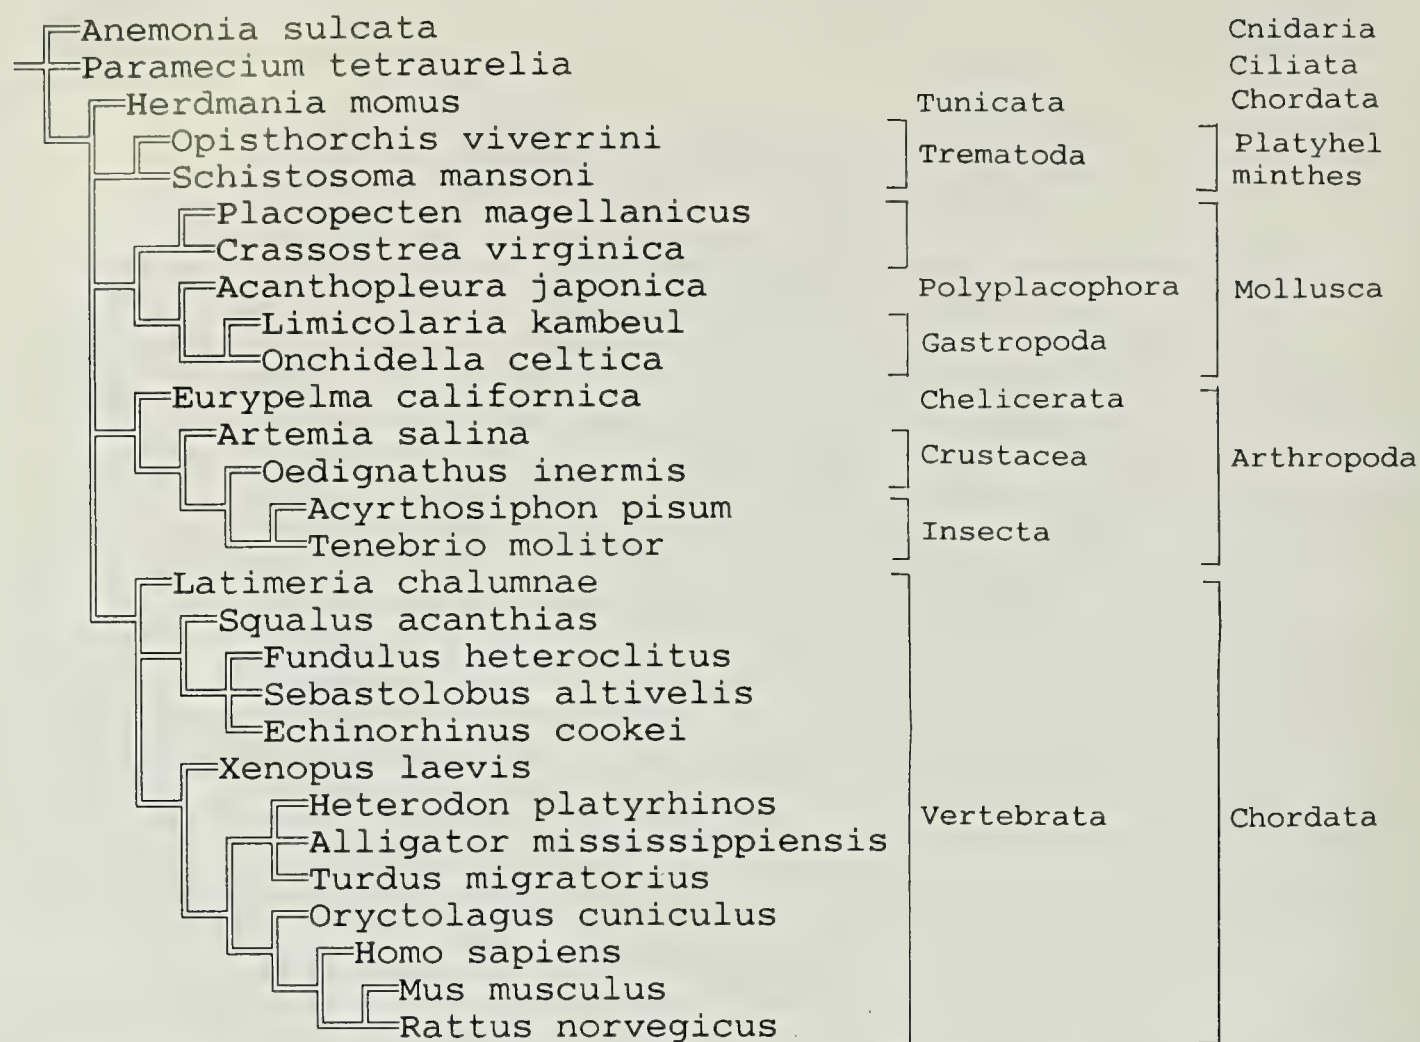 Anemonia sulcata Cnidaria
Paramecium tetraurelia Ciliata
Herdmania momus Tunicata Chordata
Opisthorchis viverrini
Trematoda Platyhel
Schistosoma mansoni minthes
Placopecten magellanicus
Crassostrea virginica
Acanthopleura japonica Polyplacophora Mollusca
Limicolaria kambeul
Gastropoda
Onchidella celtica
Eurypelma californica Chelicerata
Artemia salina
Crustacea Arthropoda
Oedignathus inermis
Acyrthosiphon pisum
Insecta
Tenebrio molitor
Latimeria chalumnae
Squalus acanthias
Fundulus heteroclitus
Sebastolobus altivelis
Echinorhinus cookei
Xenopus laevis
Heterodon platyrhinos Vertebrata Chordata
Alligator mississippiensis
Turdus migratorius
Oryctolagus cuniculus
Homo sapiens
Mus musculus
Rattus norvegicus